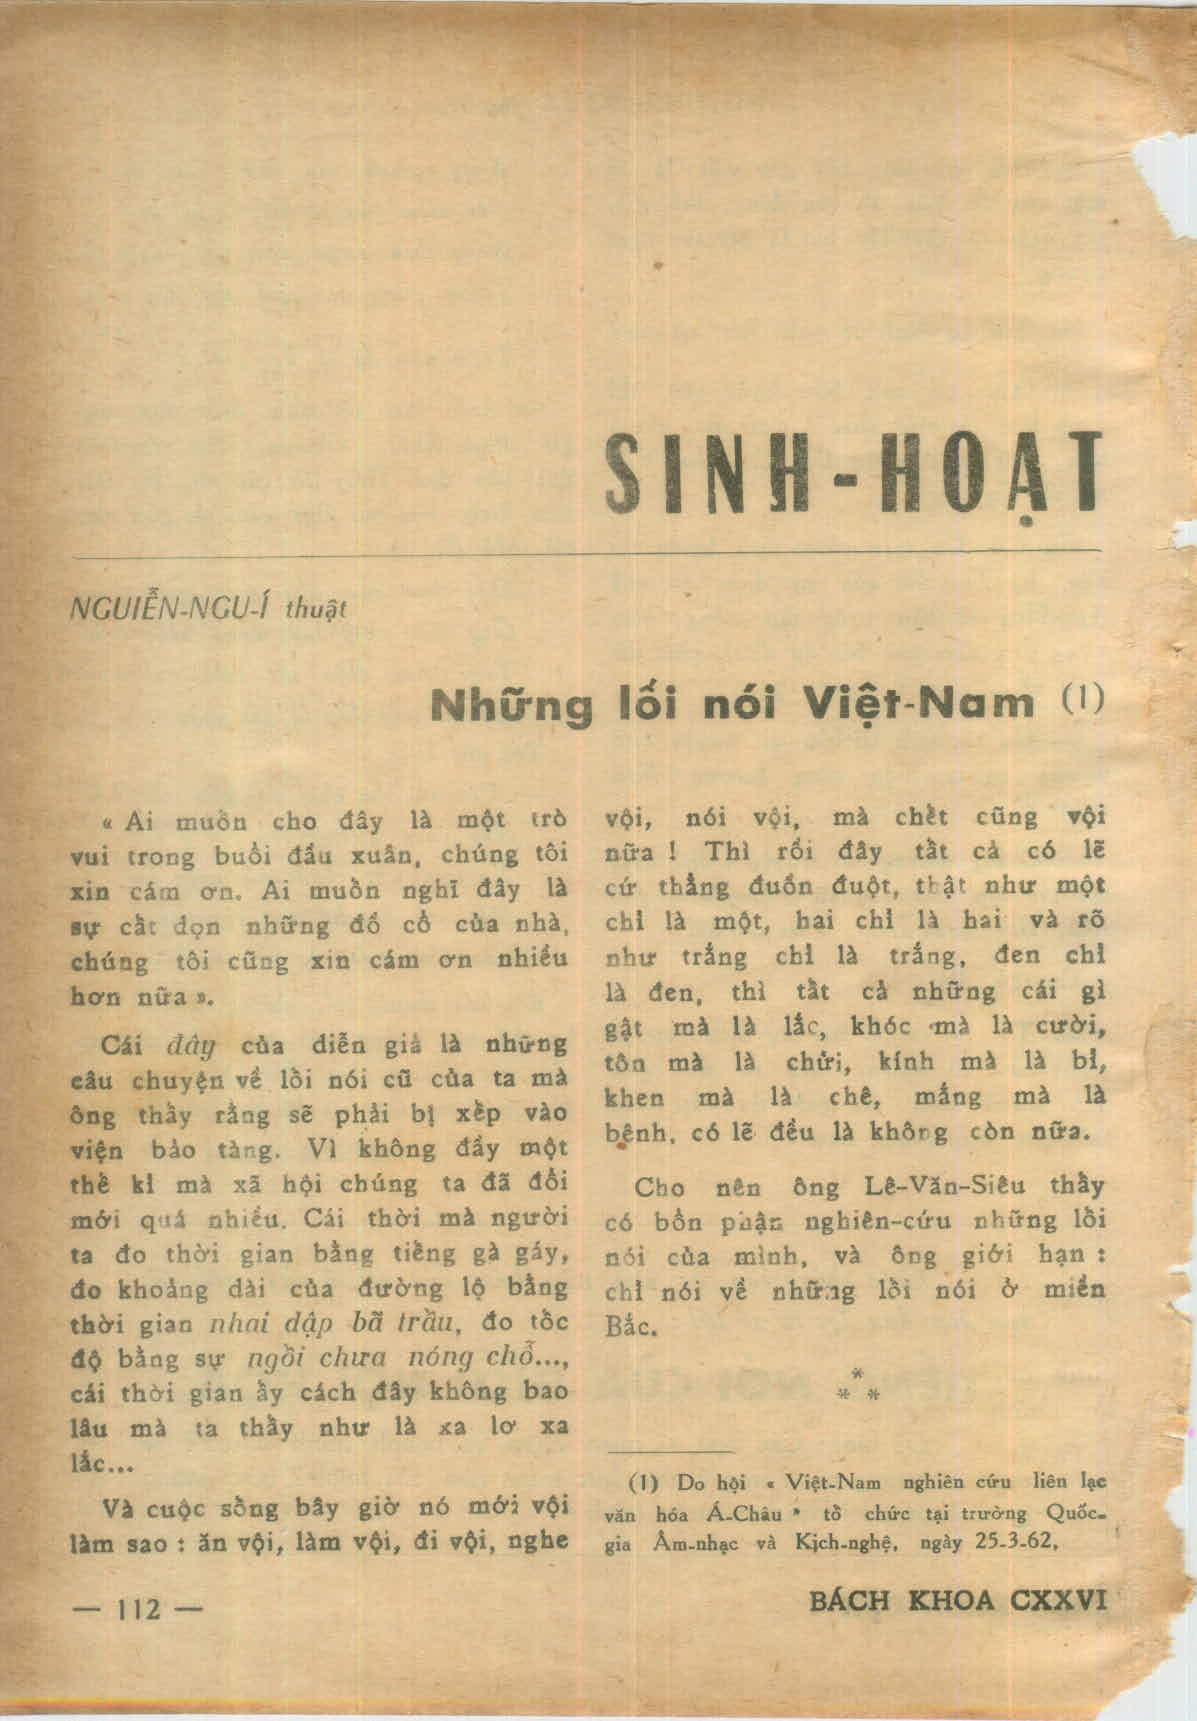 SINH-HOẠT
NGUIỄN-NGU-Í thuật
Những lối nói Việt-Nam (1)
« Ai muốn cho đây là một trò
vui trong buổi đầu xuân, chúng tôi
xin cám ơn. Ai muốn nghĩ đây là
sự cất dọn những đồ cổ của nhà,
chúng tôi cũng xin cám ơn nhiều
hơn nữa ».
Cái đây của diễn giả là những
câu chuyện về lối nói cũ của ta mà
ông thấy rằng sẽ phải bị xếp vào
viện bảo tàng. Vì không đầy một
thế kỉ mà xã hội chúng ta đã đổi
mới quá nhiều. Cái thời mà người
ta đo thời gian bằng tiếng gà gáy,
đo khoảng dài của đường lộ bằng
thời gian nhai dập bã trầu, đo tốc
độ bằng sự ngồi chưa nóng chỗ...,
cái thời gian ấy cách đây không bao
lâu mà ta thấy như là xa lơ xa
lắc...
Và cuộc sống bây giờ nó mới vội
làm sao : ăn vội, làm vội, đi vội, nghe
vội, nói vội, mà chết cũng vội
nữa ! Thì rồi đây tất cả có lẽ
cứ thẳng đuồn đuột, thật như một
chỉ là một, hai chỉ là hai và rõ
như trắng chỉ là trắng, đen chỉ
là đen, thì tất cả những cái gì
gật mà là lắc, khóc mà là cười,
tôn mà là chửi, kính mà là bỉ,
khen mà là chê, mắng mà là
bệnh, có lẽ đều là không còn nữa.
Cho nên ông Lê-Văn-Siêu thấy
có bổn phận nghiên-cứu những lối
nói của mình, và ông giới hạn :
chỉ nói về những lối nói ở miền
Bắc.
*
* *
(1) Do hội « Việt-Nam nghiên cứu liên lạc
văn hóa Á-Châu » tổ chức tại trường Quốc-
gia Âm-nhạc và Kịch-nghệ, ngày 25-3-62.
— 112 —
BÁCH KHOA CXXVI